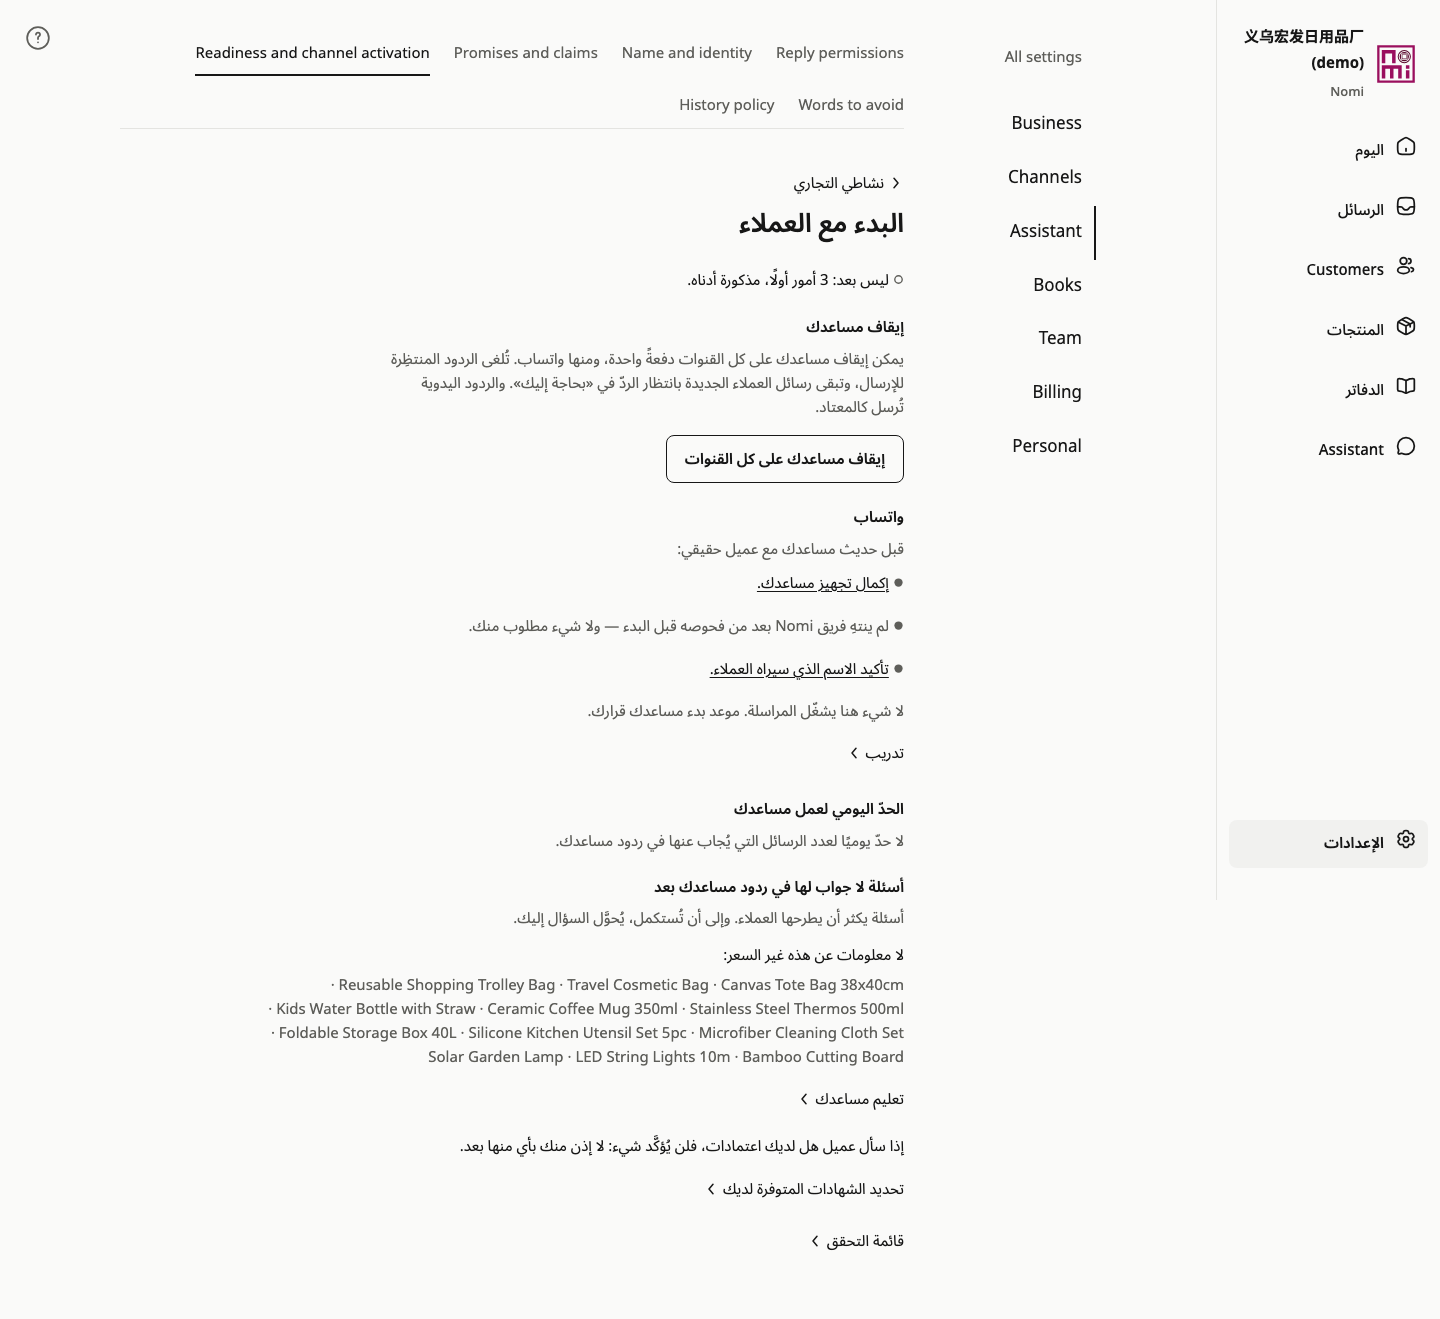 义乌宏发日用品厂
(demo)
Nomi
اليوم
الرسائل
Customers
المنتجات
الدفاتر
Assistant
الإعدادات
All settings
Business
Channels
Assistant
Books
Team
Billing
Personal
Reply permissions
Name and identity
Promises and claims
Readiness and channel activation
Words to avoid
History policy
نشاطي التجاري
البدء مع العملاء
ليس بعد: 3 أمور أولًا، مذكورة أدناه.
إيقاف مساعدك
يمكن إيقاف مساعدك على كل القنوات دفعةً واحدة، ومنها واتساب. تُلغى الردود المنتظِرة
للإرسال، وتبقى رسائل العملاء الجديدة بانتظار الردّ في «بحاجة إليك». والردود اليدوية
تُرسل كالمعتاد.
إيقاف مساعدك على كل القنوات
واتساب
قبل حديث مساعدك مع عميل حقيقي:
إكمال تجهيز مساعدك.
لم ينتهِ فريق Nomi بعد من فحوصه قبل البدء — ولا شيء مطلوب منك.
تأكيد الاسم الذي سيراه العملاء.
لا شيء هنا يشغّل المراسلة. موعد بدء مساعدك قرارك.
تدريب
الحدّ اليومي لعمل مساعدك
لا حدّ يوميًا لعدد الرسائل التي يُجاب عنها في ردود مساعدك.
أسئلة لا جواب لها في ردود مساعدك بعد
أسئلة يكثر أن يطرحها العملاء. وإلى أن تُستكمل، يُحوَّل السؤال إليك.
لا معلومات عن هذه غير السعر:
Reusable Shopping Trolley Bag · Travel Cosmetic Bag · Canvas Tote Bag 38x40cm ·
Kids Water Bottle with Straw · Ceramic Coffee Mug 350ml · Stainless Steel Thermos 500ml ·
Foldable Storage Box 40L · Silicone Kitchen Utensil Set 5pc · Microfiber Cleaning Cloth Set ·
Solar Garden Lamp · LED String Lights 10m · Bamboo Cutting Board
تعليم مساعدك
إذا سأل عميل هل لديك اعتمادات، فلن يُؤكَّد شيء: لا إذن منك بأي منها بعد.
تحديد الشهادات المتوفرة لديك
قائمة التحقق